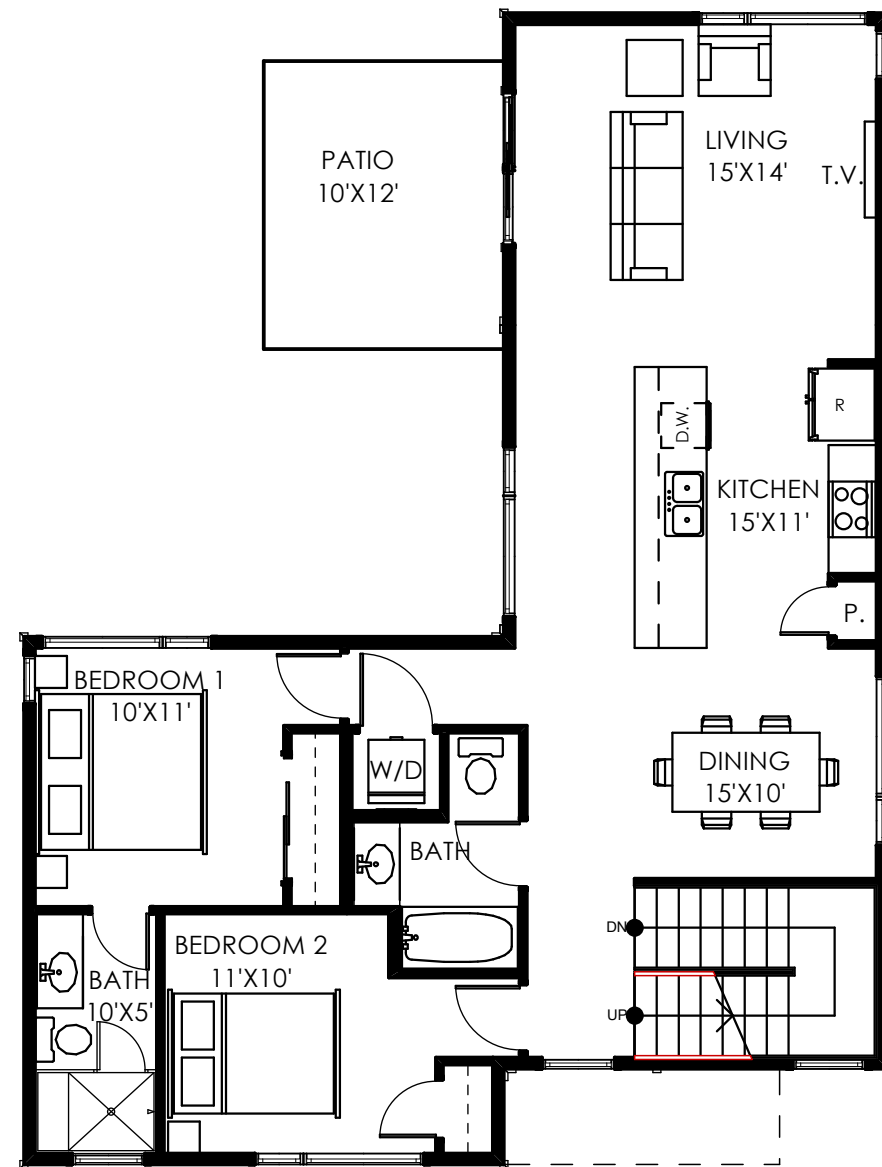 PATIO
10'X12'
LIVING
15'X14'
T.V.
R
D.W.
KITCHEN
15'X11'
P.
BEDROOM 1
10'X11'
W/D
DINING
15'X10'
BATH
DN
BEDROOM 2
11'X10'
BATH
10'X5'
UP